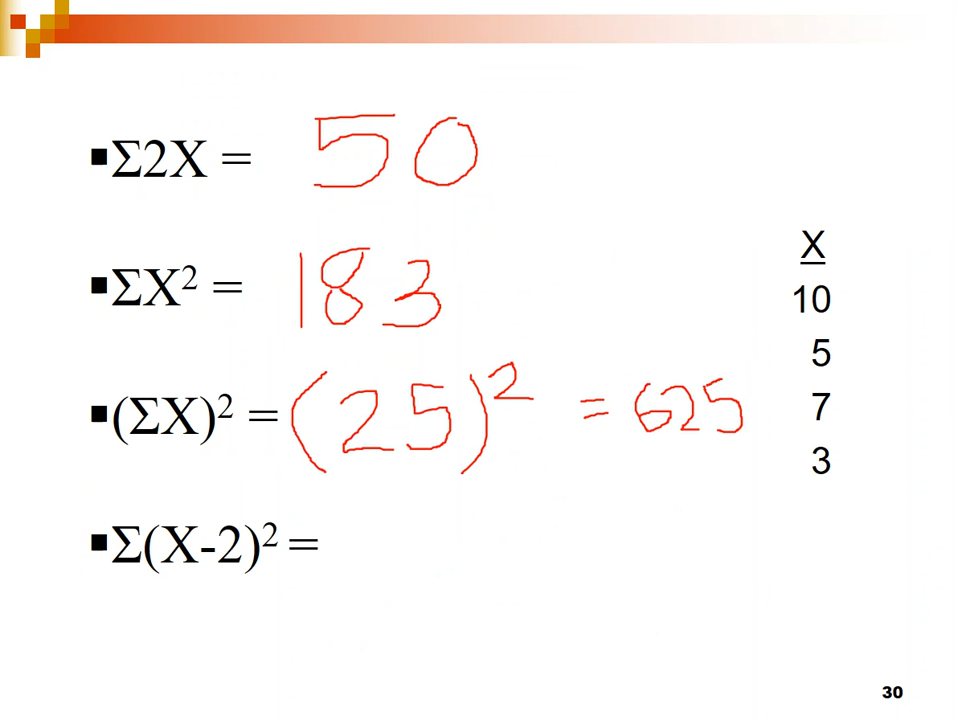 ▪Σ2X = 50
▪ΣX² = 183
▪(ΣX)² = (25)² = 625
▪Σ(X-2)² =
X
10
5
7
3
30